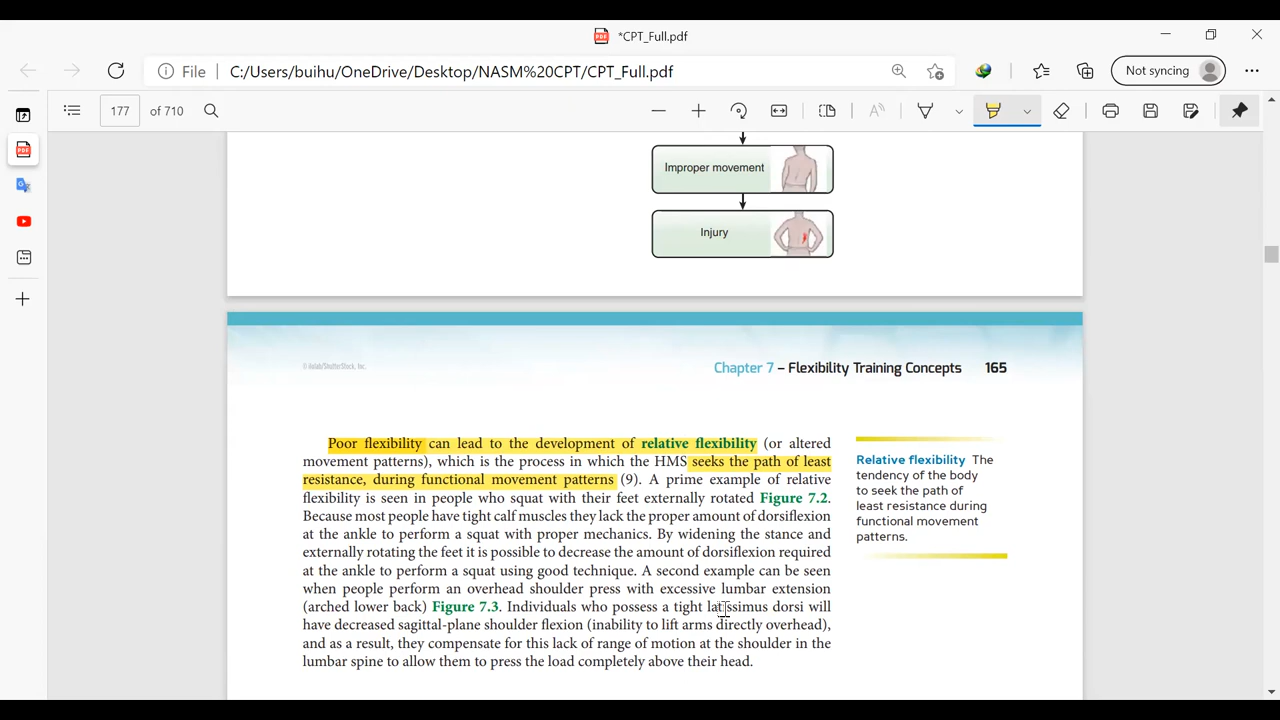 *CPT_Full.pdf
File
C:/Users/buihu/OneDrive/Desktop/NASM%20CPT/CPT_Full.pdf
Not syncing
177 of 710
Improper movement
Injury
Chapter 7 – Flexibility Training Concepts 165
Poor flexibility can lead to the development of relative flexibility (or altered
movement patterns), which is the process in which the HMS seeks the path of least
resistance, during functional movement patterns (9). A prime example of relative
flexibility is seen in people who squat with their feet externally rotated Figure 7.2.
Because most people have tight calf muscles they lack the proper amount of dorsiflexion
at the ankle to perform a squat with proper mechanics. By widening the stance and
externally rotating the feet it is possible to decrease the amount of dorsiflexion required
at the ankle to perform a squat using good technique. A second example can be seen
when people perform an overhead shoulder press with excessive lumbar extension
(arched lower back) Figure 7.3. Individuals who possess a tight latissimus dorsi will
have decreased sagittal-plane shoulder flexion (inability to lift arms directly overhead),
and as a result, they compensate for this lack of range of motion at the shoulder in the
lumbar spine to allow them to press the load completely above their head.
Relative flexibility The
tendency of the body
to seek the path of
least resistance during
functional movement
patterns.